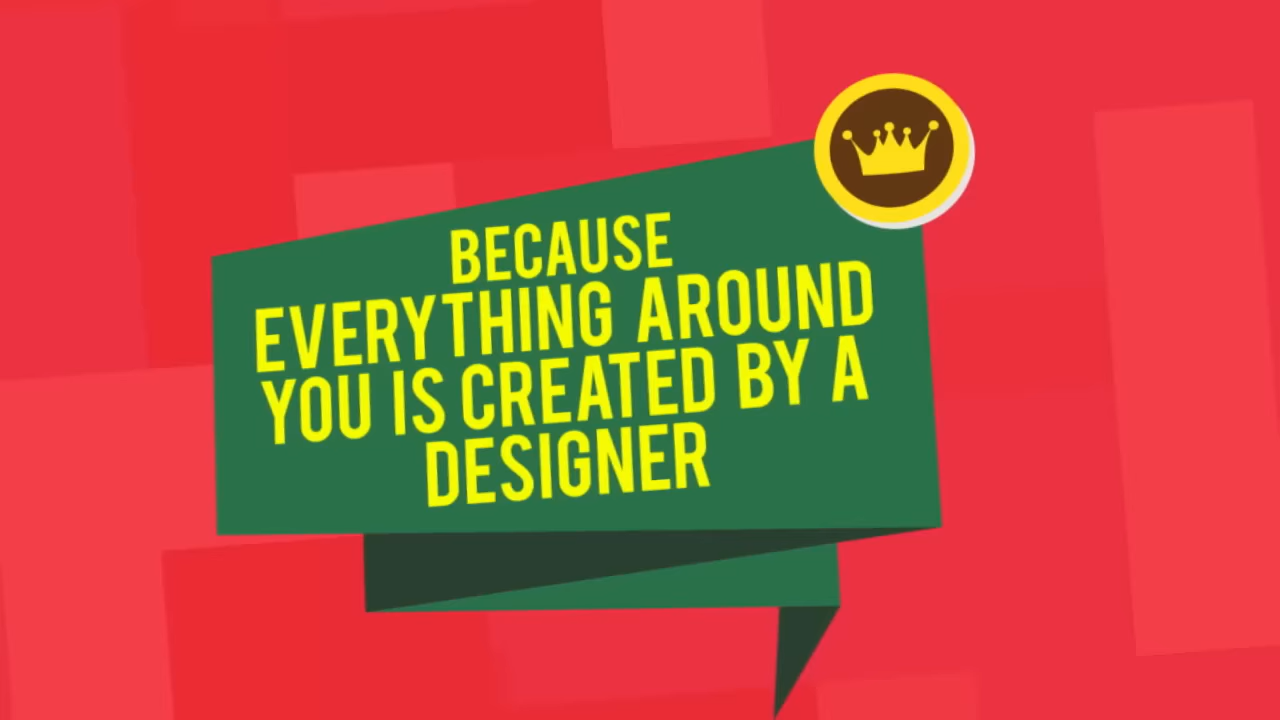 BECAUSE
EVERYTHING AROUND
YOU IS CREATED BY A
DESIGNER